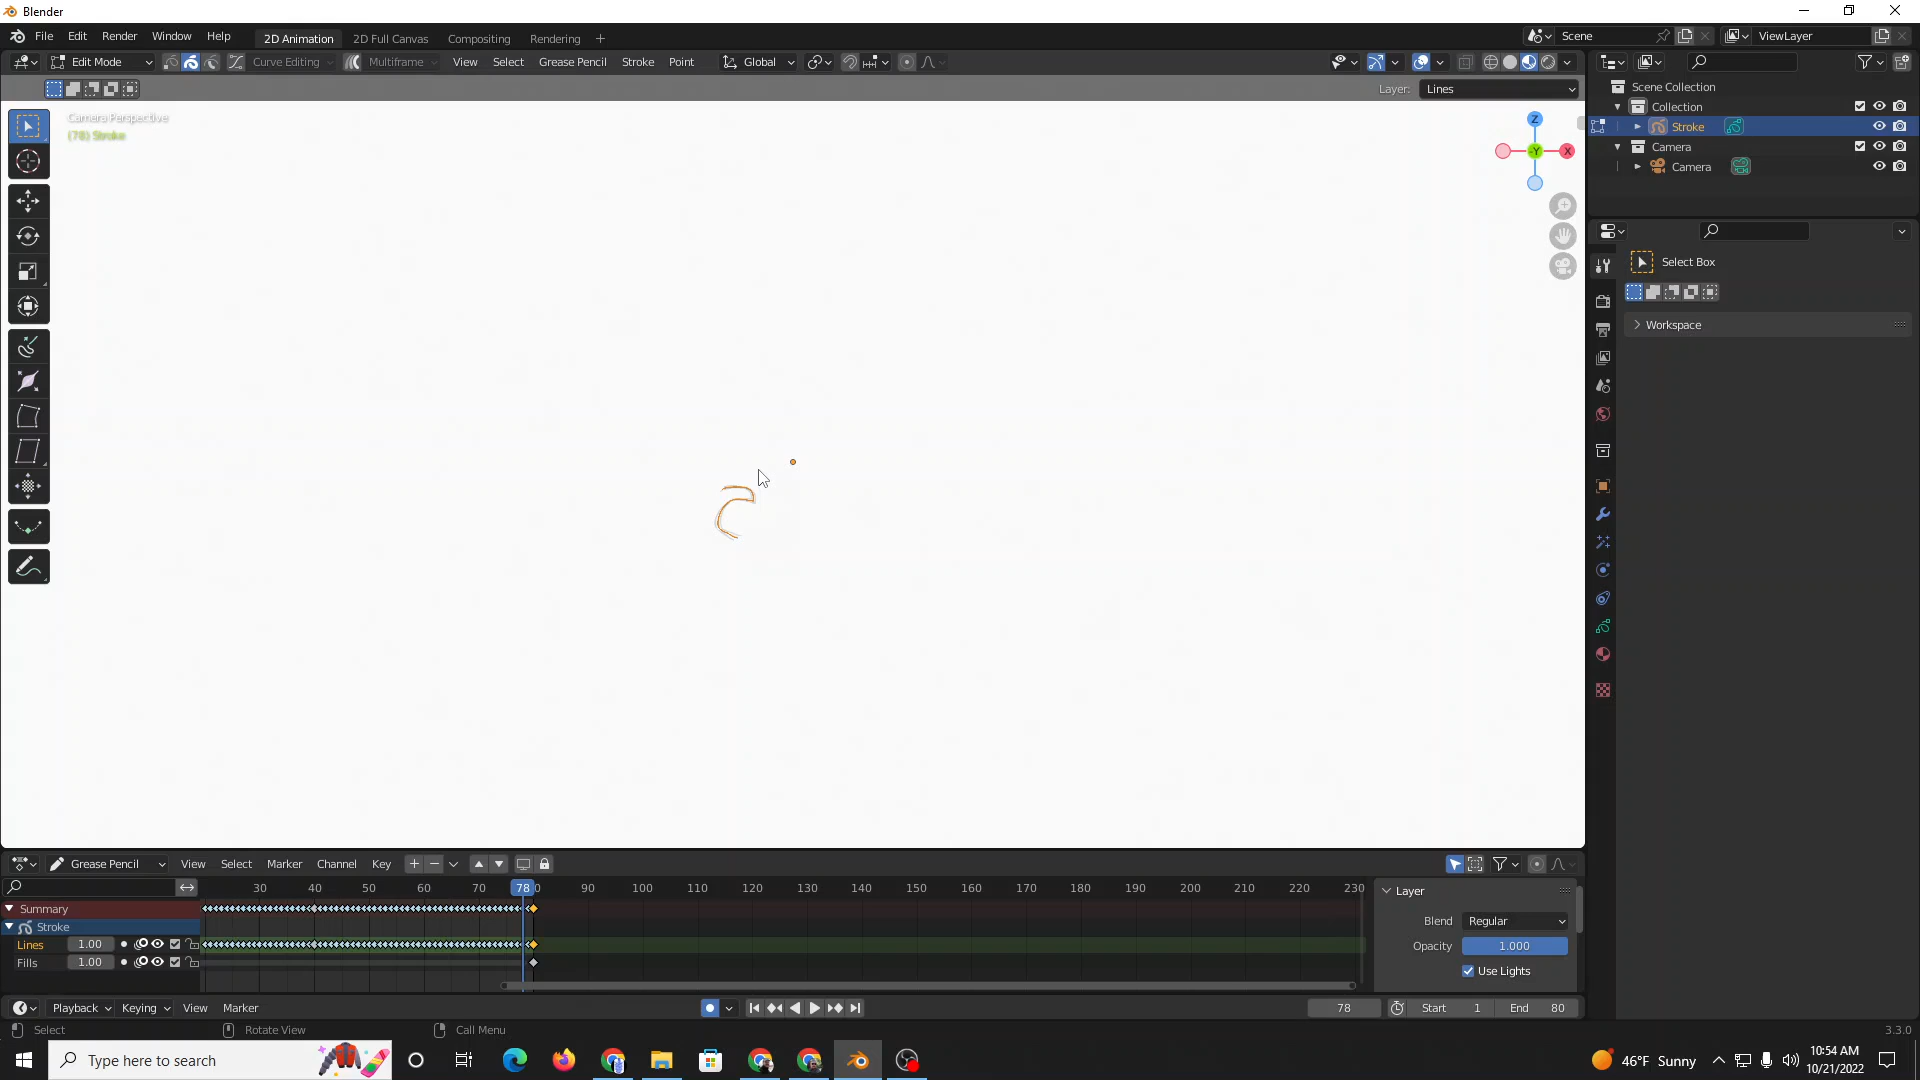 Blender
File Edit Render Window Help 2D Animation 2D Full Canvas Compositing Rendering + Scene ViewLayer
Edit Mode Curve Editing Multiframe View Select Grease Pencil Stroke Point Global
Layer: Lines
Camera Perspective
(78) Stroke
Z
-Y X
Scene Collection
Collection
Stroke
Camera
Camera
Select Box
Workspace
Grease Pencil View Select Marker Channel Key
30 40 50 60 70 78 0 90 100 110 120 130 140 150 160 170 180 190 200 210 220 230
Summary
Stroke
Lines 1.00
Fills 1.00
Layer
Blend Regular
Opacity 1.000
Use Lights
Playback Keying View Marker 78 Start 1 End 80
Select Rotate View Call Menu 3.3.0
Type here to search 46°F Sunny 10:54 AM
10/21/2022